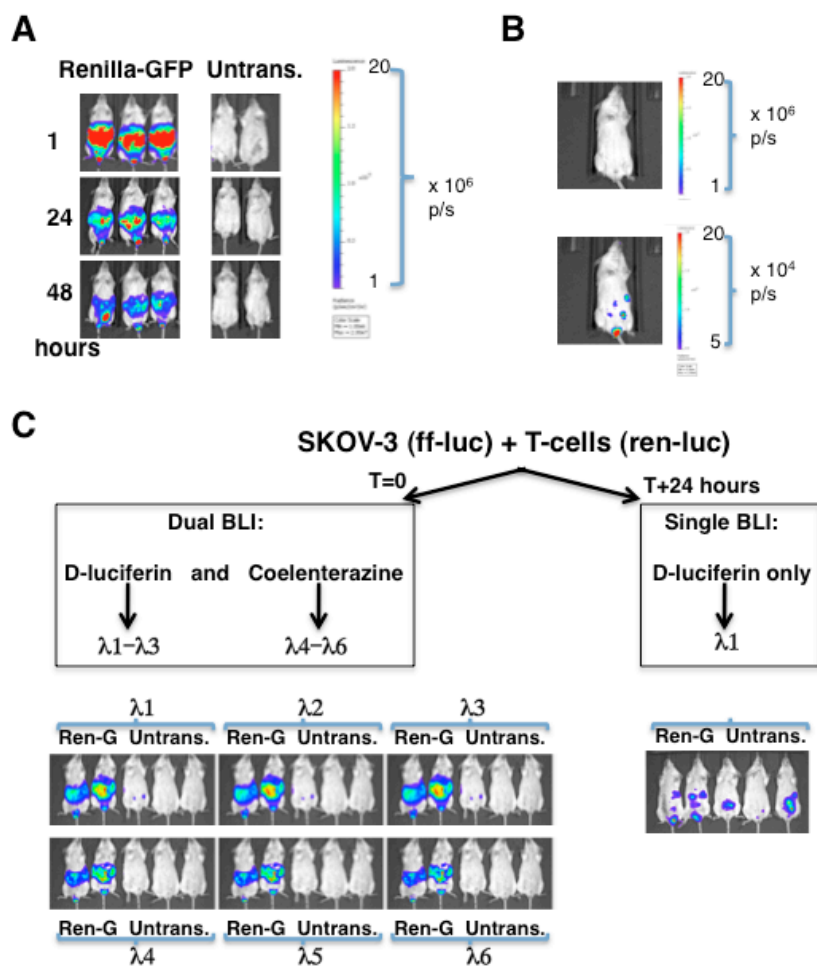 A
Renilla-GFP Untrans.
1
24
48
hours
20
1
x 10⁶
p/s
B
20
1
x 10⁶
p/s
20
5
x 10⁴
p/s
C
SKOV-3 (ff-luc) + T-cells (ren-luc)
T=0
T+24 hours
Dual BLI:
D-luciferin and Coelenterazine
λ1–λ3 λ4–λ6
Single BLI:
D-luciferin only
λ1
λ1 λ2 λ3
Ren-G Untrans. Ren-G Untrans. Ren-G Untrans.
Ren-G Untrans.
Ren-G Untrans. Ren-G Untrans. Ren-G Untrans.
λ4 λ5 λ6